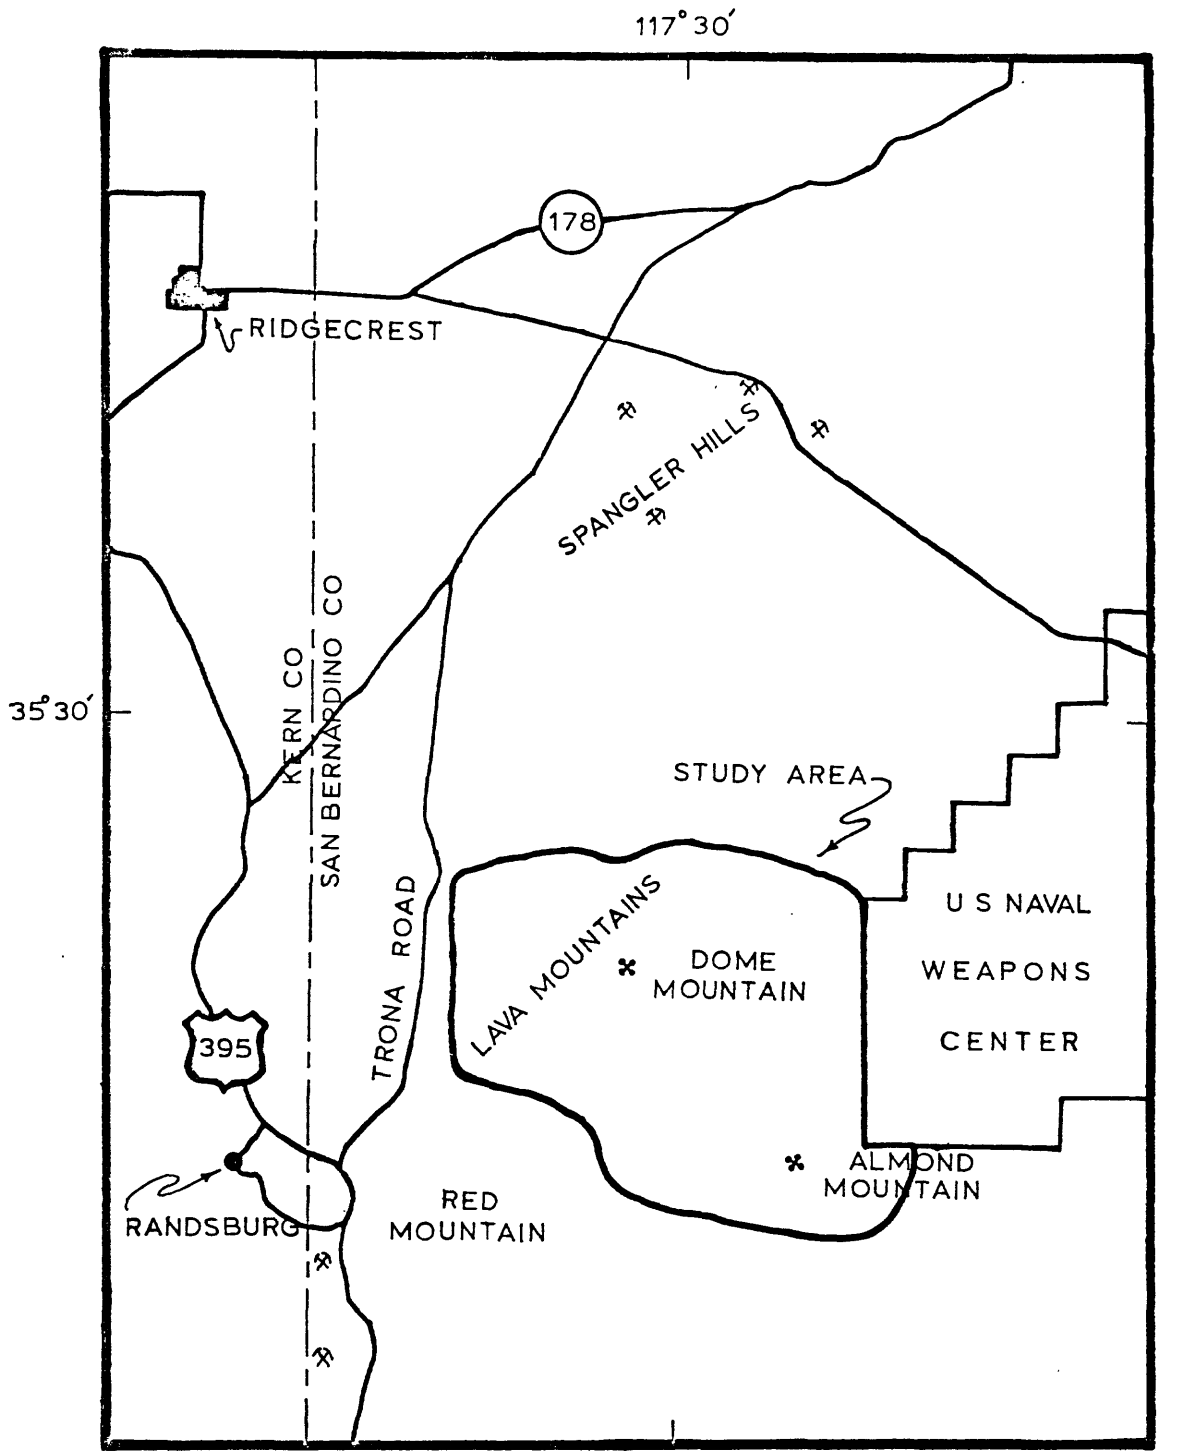 117°30′
178
RIDGECREST
SPANGLER HILLS
KERN CO
SAN BERNARDINO CO
35°30′
STUDY AREA
U S NAVAL
WEAPONS
CENTER
LAVA MOUNTAINS
DOME
MOUNTAIN
TRONA ROAD
395
ALMOND
MOUNTAIN
RANDSBURG
RED
MOUNTAIN